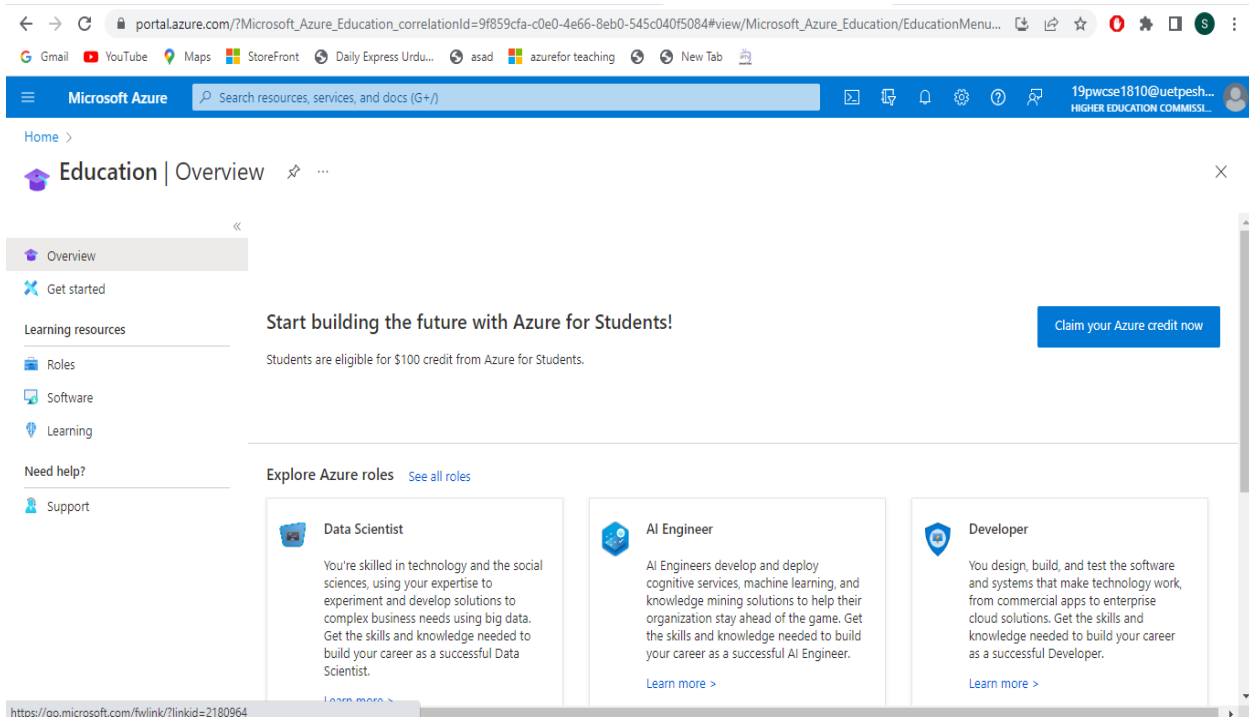 portal.azure.com/?Microsoft_Azure_Education_correlationId=9f859cfa-c0e0-4e66-8eb0-545c040f5084#view/Microsoft_Azure_Education/EducationMenu...
S
G Gmail YouTube Maps StoreFront Daily Express Urdu... asad azurefor teaching New Tab
Microsoft Azure
Search resources, services, and docs (G+/)
19pwcse1810@uetpesh...
HIGHER EDUCATION COMMISSI...
Home >
Education | Overview
...
«
Overview
Get started
Learning resources
Roles
Software
Learning
Need help?
Support
Start building the future with Azure for Students!
Students are eligible for $100 credit from Azure for Students.
Claim your Azure credit now
Explore Azure roles See all roles
Data Scientist
You're skilled in technology and the social
sciences, using your expertise to
experiment and develop solutions to
complex business needs using big data.
Get the skills and knowledge needed to
build your career as a successful Data
Scientist.
Learn more >
AI Engineer
AI Engineers develop and deploy
cognitive services, machine learning, and
knowledge mining solutions to help their
organization stay ahead of the game. Get
the skills and knowledge needed to build
your career as a successful AI Engineer.
Learn more >
Developer
You design, build, and test the software
and systems that make technology work,
from commercial apps to enterprise
cloud solutions. Get the skills and
knowledge needed to build your career
as a successful Developer.
Learn more >
https://go.microsoft.com/fwlink/?linkid=2180964